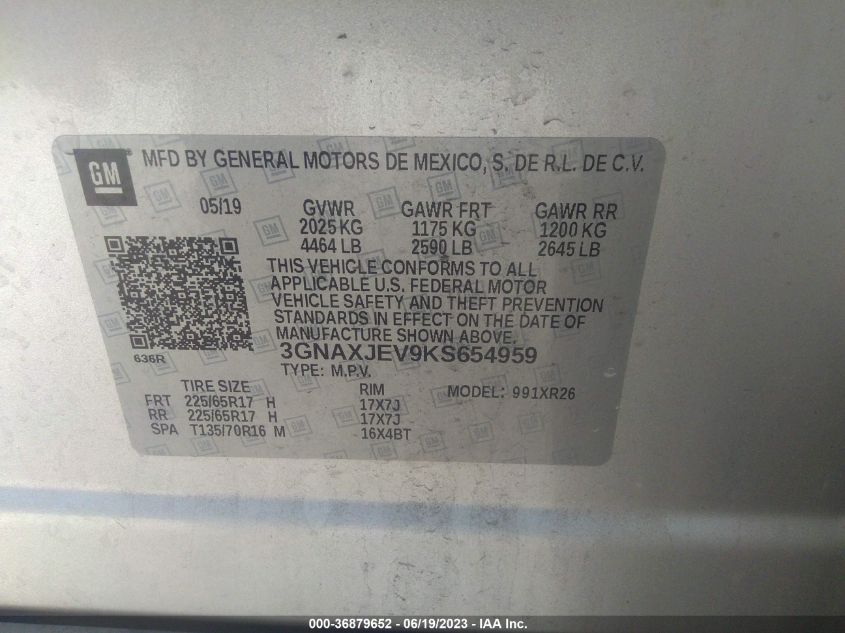 GM MFD BY GENERAL MOTORS DE MEXICO, S. DE R.L. DE C.V.
05/19 GVWR GAWR FRT GAWR RR
2025 KG 1175 KG 1200 KG
4464 LB 2590 LB 2645 LB
THIS VEHICLE CONFORMS TO ALL
APPLICABLE U.S. FEDERAL MOTOR
VEHICLE SAFETY AND THEFT PREVENTION
STANDARDS IN EFFECT ON THE DATE OF
MANUFACTURE SHOWN ABOVE.
636R 3GNAXJEV9KS654959
TYPE: M.P.V.
TIRE SIZE RIM MODEL: 991XR26
FRT 225/65R17 H 17X7J
RR 225/65R17 H 17X7J
SPA T135/70R16 M 16X4BT
000-36879652 - 06/19/2023 - IAA Inc.